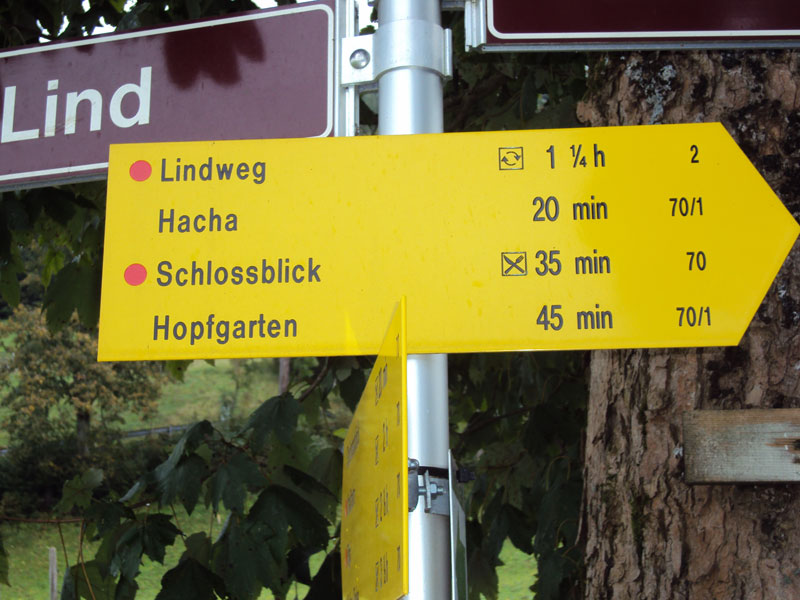 Lind
Lindweg 1 ¼ h 2
Hacha 20 min 70/1
Schlossblick 35 min 70
Hopfgarten 45 min 70/1